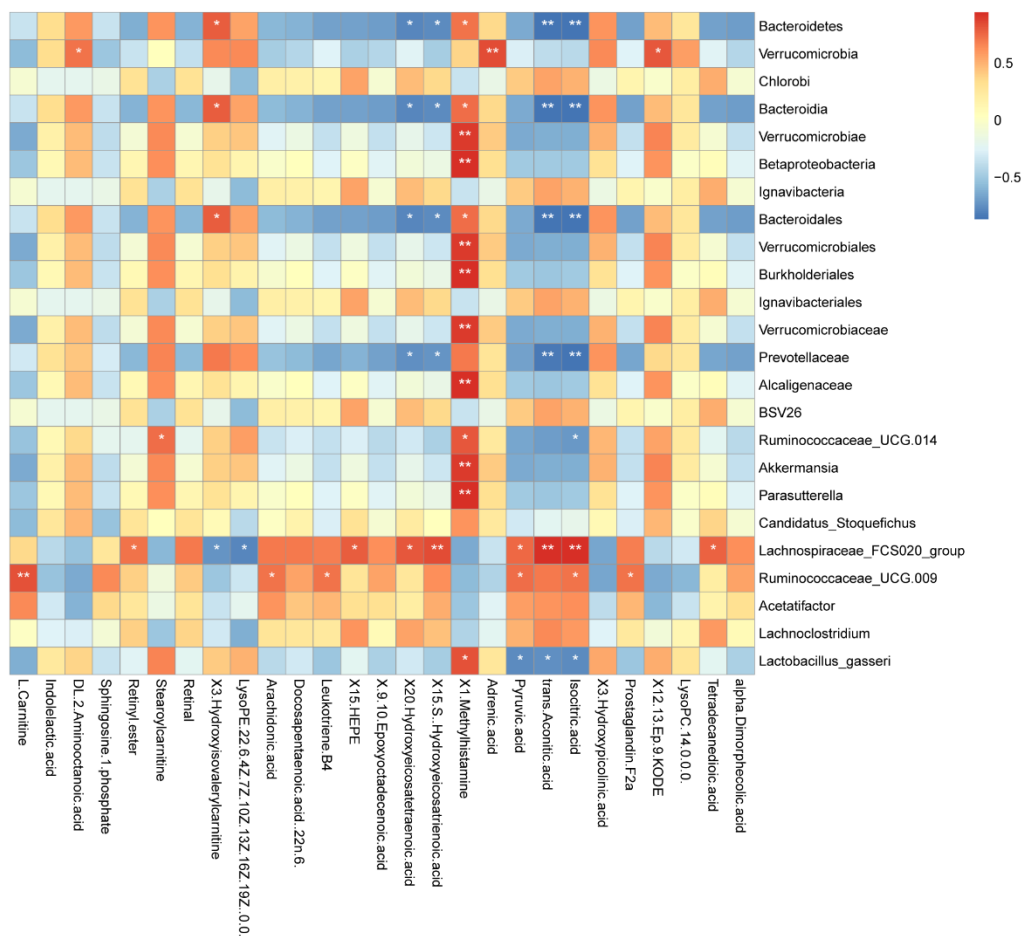 * * * * ** ** Bacteroidetes
* ** * Verrucomicrobia
Chlorobi
* * * * ** ** Bacteroidia
** Verrucomicrobiae
** Betaproteobacteria
Ignavibacteria
* * * * ** ** Bacteroidales
** Verrucomicrobiales
** Burkholderiales
Ignavibacteriales
** Verrucomicrobiaceae
* * ** ** Prevotellaceae
** Alcaligenaceae
BSV26
* * * Ruminococcaceae_UCG.014
** Akkermansia
** Parasutterella
Candidatus_Stoquefichus
* * * * * ** * ** ** * Lachnospiraceae_FCS020_group
** * * * * * Ruminococcaceae_UCG.009
Acetatifactor
Lachnoclostridium
* * * * Lactobacillus_gasseri
L.Carnitine
Indolelactic.acid
DL.2.Aminooctanoic.acid
Sphingosine.1.phosphate
Retinyl.ester
Stearoylcarnitine
Retinal
X3.Hydroxyisovalerylcarnitine
LysoPE.22.6.4Z.7Z.10Z.13Z.16Z.19Z..0.0.
Arachidonic.acid
Docosapentaenoic.acid..22n.6.
Leukotriene.B4
X15.HEPE
X.9.10.Epoxyoctadecenoic.acid
X20.Hydroxyeicosatetraenoic.acid
X15.S..Hydroxyeicosatrienoic.acid
X1.Methylhistamine
Adrenic.acid
Pyruvic.acid
trans.Aconitic.acid
Isocitric.acid
X3.Hydroxypicolinic.acid
Prostaglandin.F2a
X12.13.Ep.9.KODE
LysoPC.14.0.0.0.
Tetradecanedioic.acid
alpha.Dimorphecolic.acid
0.5
0
−0.5